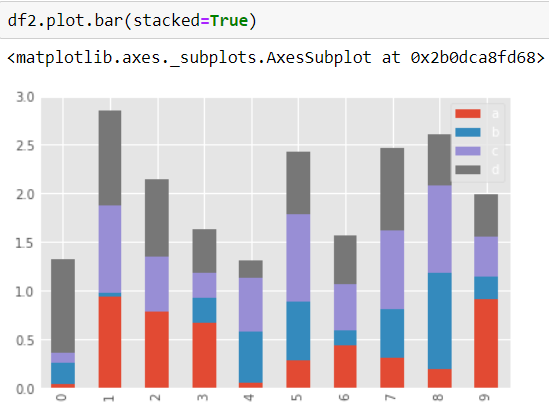 df2.plot.bar(stacked=True)
<matplotlib.axes._subplots.AxesSubplot at 0x2b0dca8fd68>
3.0
2.5
2.0
1.5
1.0
0.5
0.0
a
b
c
d
0 1 2 3 4 5 6 7 8 9